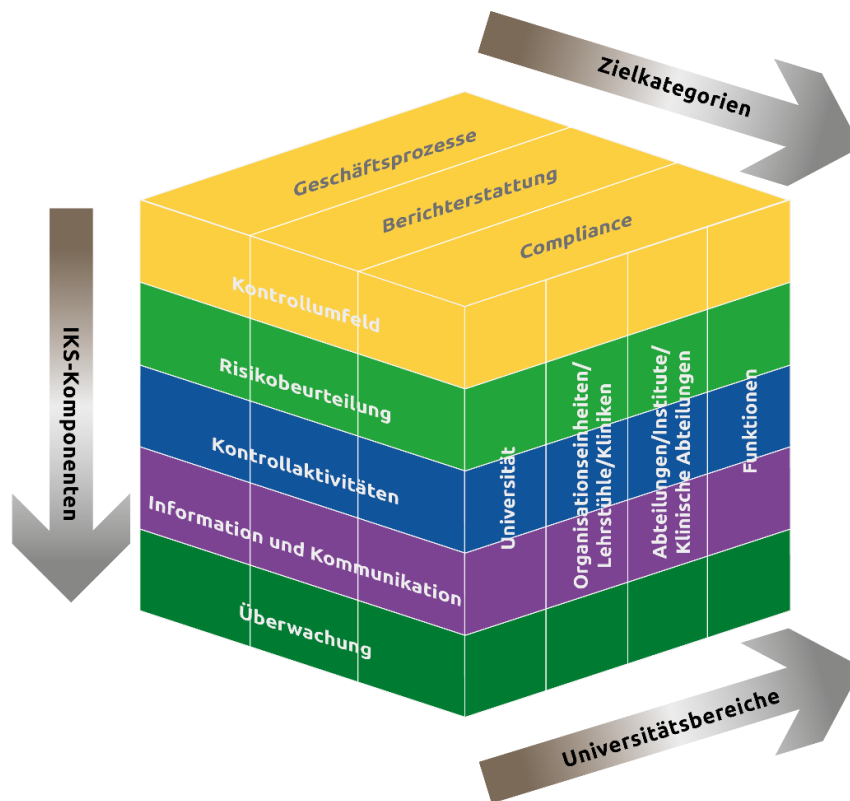 Zielkategorien
Geschäftsprozesse
Berichterstattung
Compliance
IKS-Komponenten
Kontrollumfeld
Risikobeurteilung
Kontrollaktivitäten
Information und Kommunikation
Überwachung
Universität
Organisationseinheiten/
Lehrstühle/Kliniken
Abteilungen/Institute/
Klinische Abteilungen
Funktionen
Universitätsbereiche